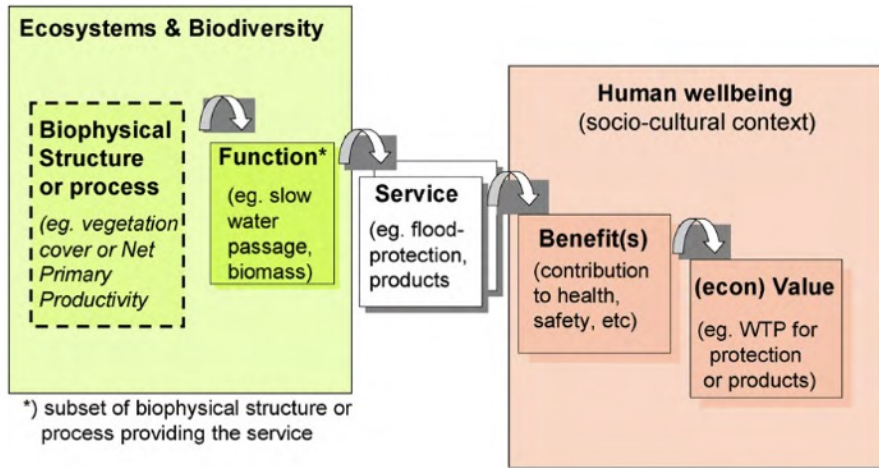 Ecosystems & Biodiversity
Biophysical
Structure
or process
(eg. vegetation
cover or Net
Primary
Productivity
Function*
(eg. slow
water
passage,
biomass)
Service
(eg. flood-
protection,
products
Human wellbeing
(socio-cultural context)
Benefit(s)
(contribution
to health,
safety, etc)
(econ) Value
(eg. WTP for
protection
or products)
*) subset of biophysical structure or
process providing the service